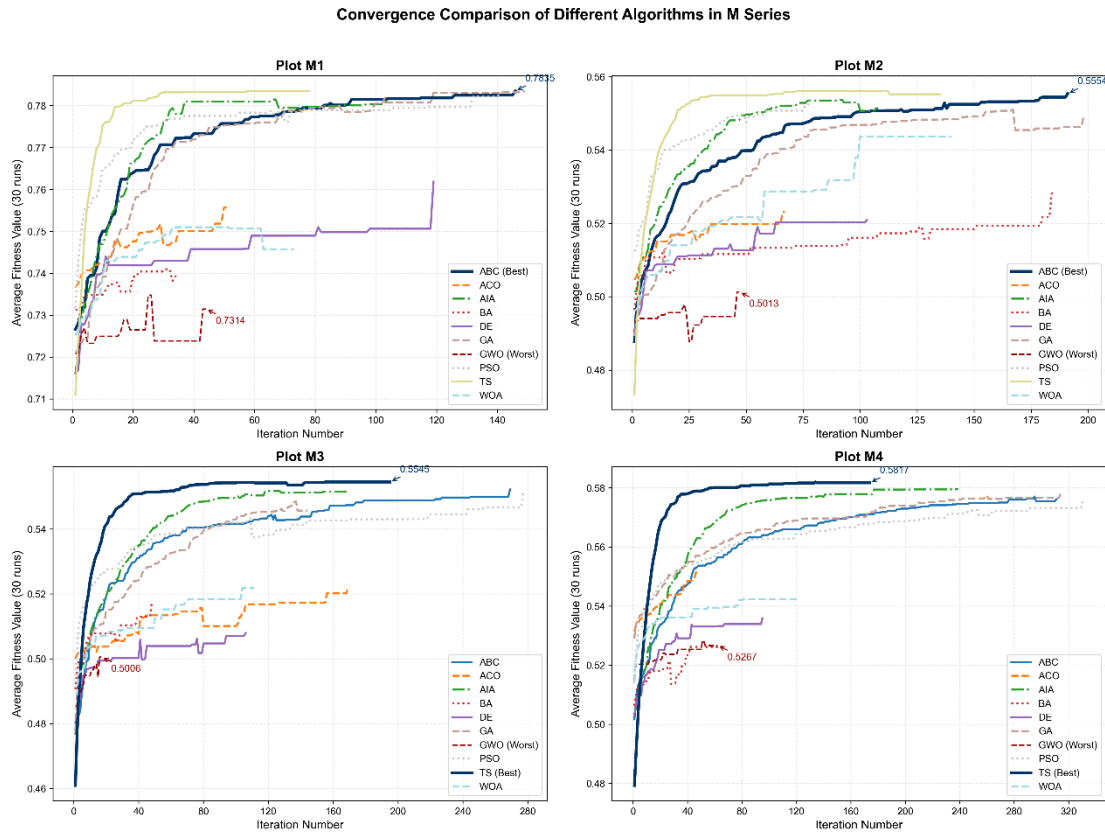 Convergence Comparison of Different Algorithms in M Series
Plot M1
0.7835
0.78
0.77
0.76
0.75
0.74
0.73
0.72
0.71
Average Fitness Value (30 runs)
0.7314
ABC (Best)
ACO
AIA
BA
DE
GA
GWO (Worst)
PSO
TS
WOA
0 20 40 60 80 100 120 140
Iteration Number
Plot M2
0.5554
0.56
0.54
0.52
0.50
0.48
Average Fitness Value (30 runs)
0.5013
ABC (Best)
ACO
AIA
BA
DE
GA
GWO (Worst)
PSO
TS
WOA
0 25 50 75 100 125 150 175 200
Iteration Number
Plot M3
0.5545
0.54
0.52
0.50
0.48
0.46
Average Fitness Value (30 runs)
0.5006
ABC
ACO
AIA
BA
DE
GA
GWO (Worst)
PSO
TS (Best)
WOA
0 40 80 120 160 200 240 280
Iteration Number
Plot M4
0.5817
0.58
0.56
0.54
0.52
0.50
0.48
Average Fitness Value (30 runs)
0.5267
ABC
ACO
AIA
BA
DE
GA
GWO (Worst)
PSO
TS (Best)
WOA
0 40 80 120 160 200 240 280 320
Iteration Number